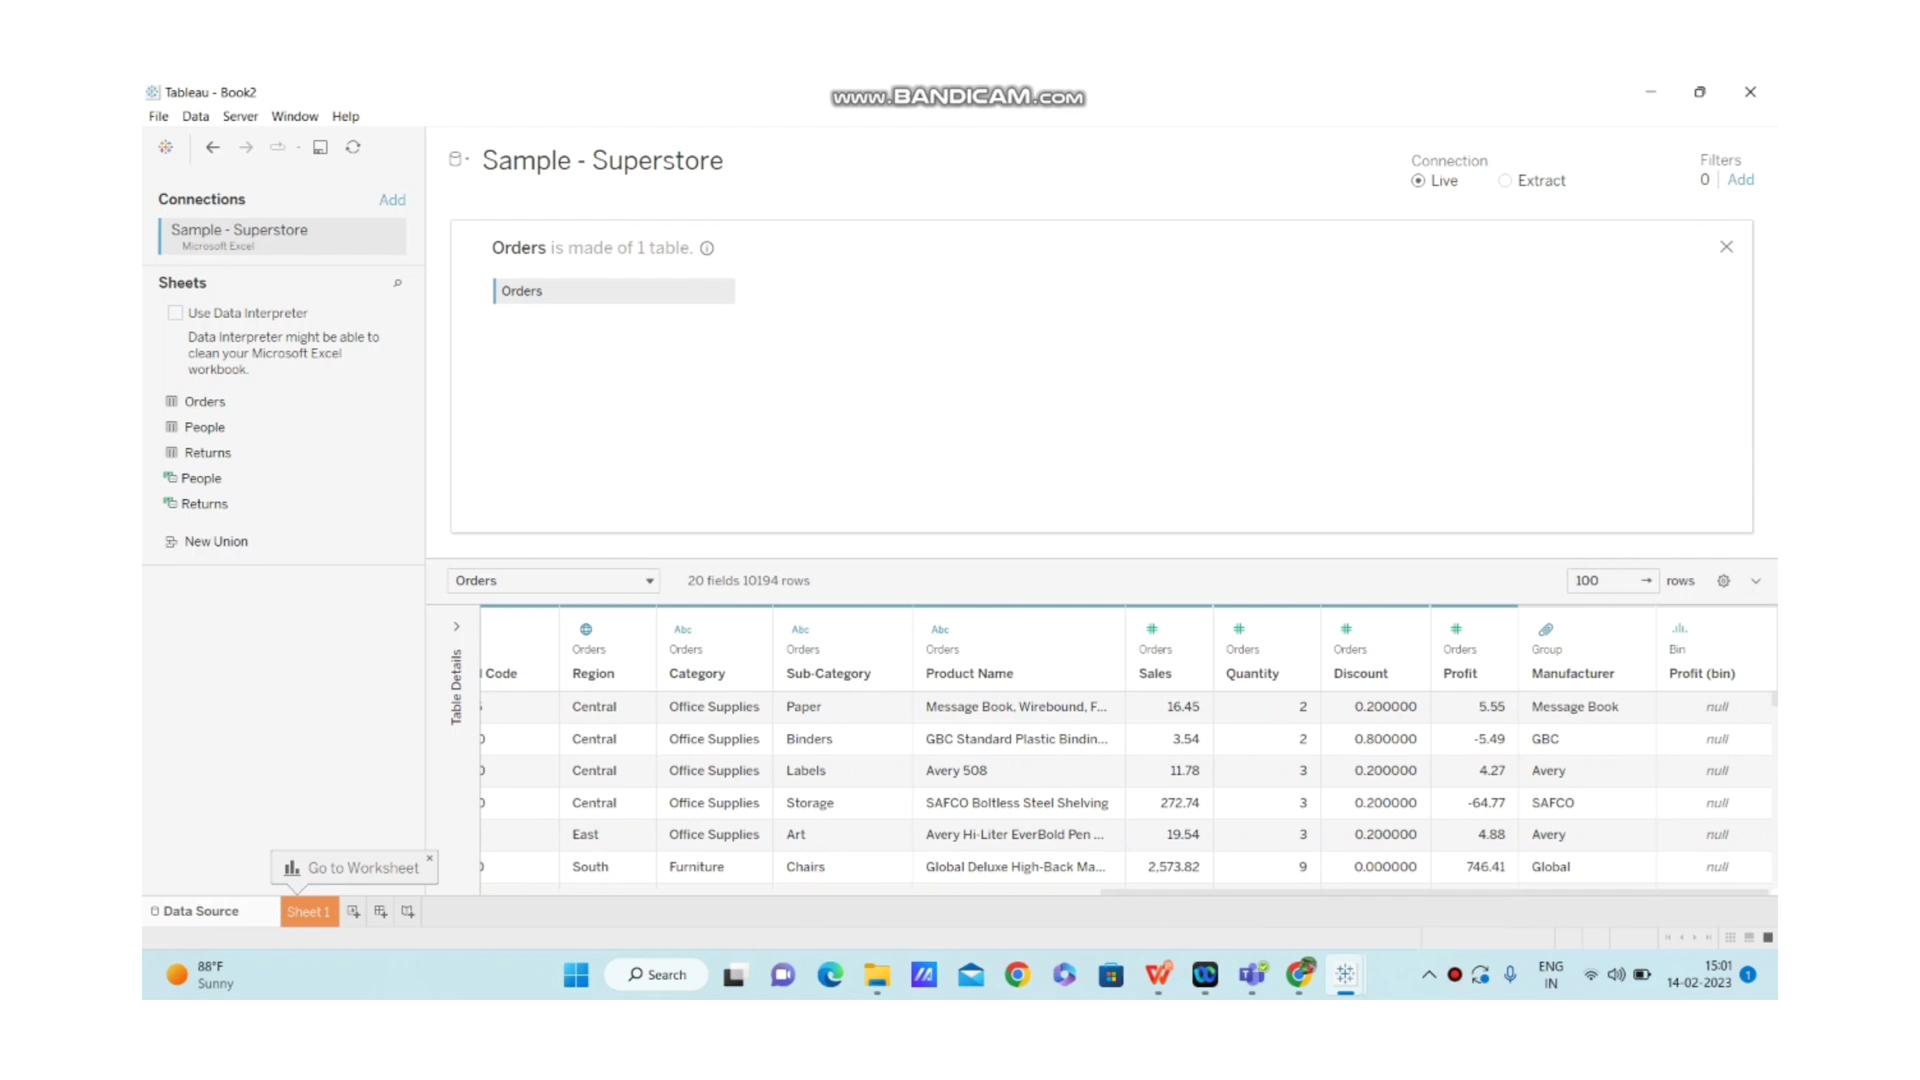 Tableau - Book2
www.BANDICAM.com
File Data Server Window Help
Connections Add
Sample - Superstore
Microsoft Excel
Sheets
Use Data Interpreter
Data Interpreter might be able to
clean your Microsoft Excel
workbook.
Orders
People
Returns
People
Returns
New Union
Sample - Superstore
Connection
Live Extract
Filters
0 Add
Orders is made of 1 table.
Orders
Orders 20 fields 10194 rows 100 rows
Table Details
Abc Abc Abc
Orders Orders Orders Orders Orders Orders Orders Orders Group Bin
Code Region Category Sub-Category Product Name Sales Quantity Discount Profit Manufacturer Profit (bin)
Central Office Supplies Paper Message Book, Wirebound, F... 16.45 2 0.200000 5.55 Message Book null
Central Office Supplies Binders GBC Standard Plastic Bindin... 3.54 2 0.800000 -5.49 GBC null
Central Office Supplies Labels Avery 508 11.78 3 0.200000 4.27 Avery null
Central Office Supplies Storage SAFCO Boltless Steel Shelving 272.74 3 0.200000 -64.77 SAFCO null
East Office Supplies Art Avery Hi-Liter EverBold Pen ... 19.54 3 0.200000 4.88 Avery null
South Furniture Chairs Global Deluxe High-Back Ma... 2,573.82 9 0.000000 746.41 Global null
Go to Worksheet
Data Source Sheet 1
88°F
Sunny
Search
ENG
IN
15:01
14-02-2023
1